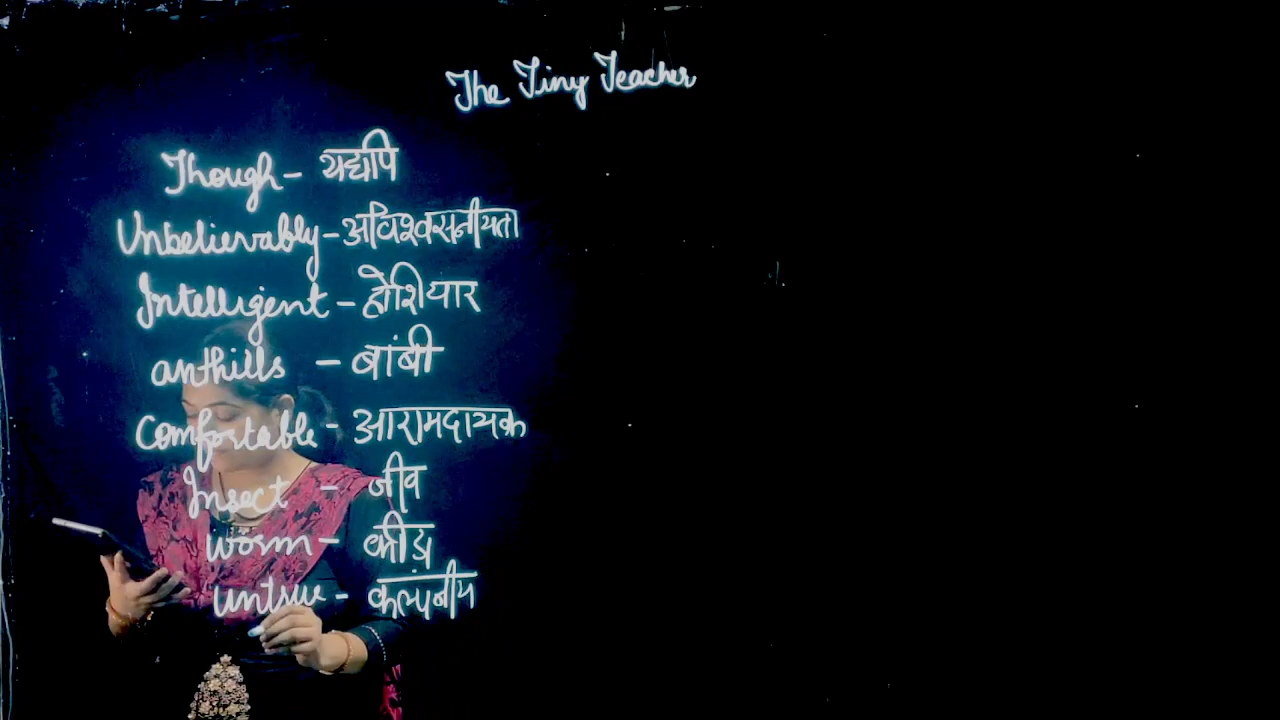 The Tiny Teacher
Though - यद्यपि
Unbelievably - अविश्वसनीयता
Intelligent - होशियार
anthills - बांबी
Comfortable - आरामदायक
Insect - जीव
worm - कीड़
untrue - कल्पनीय